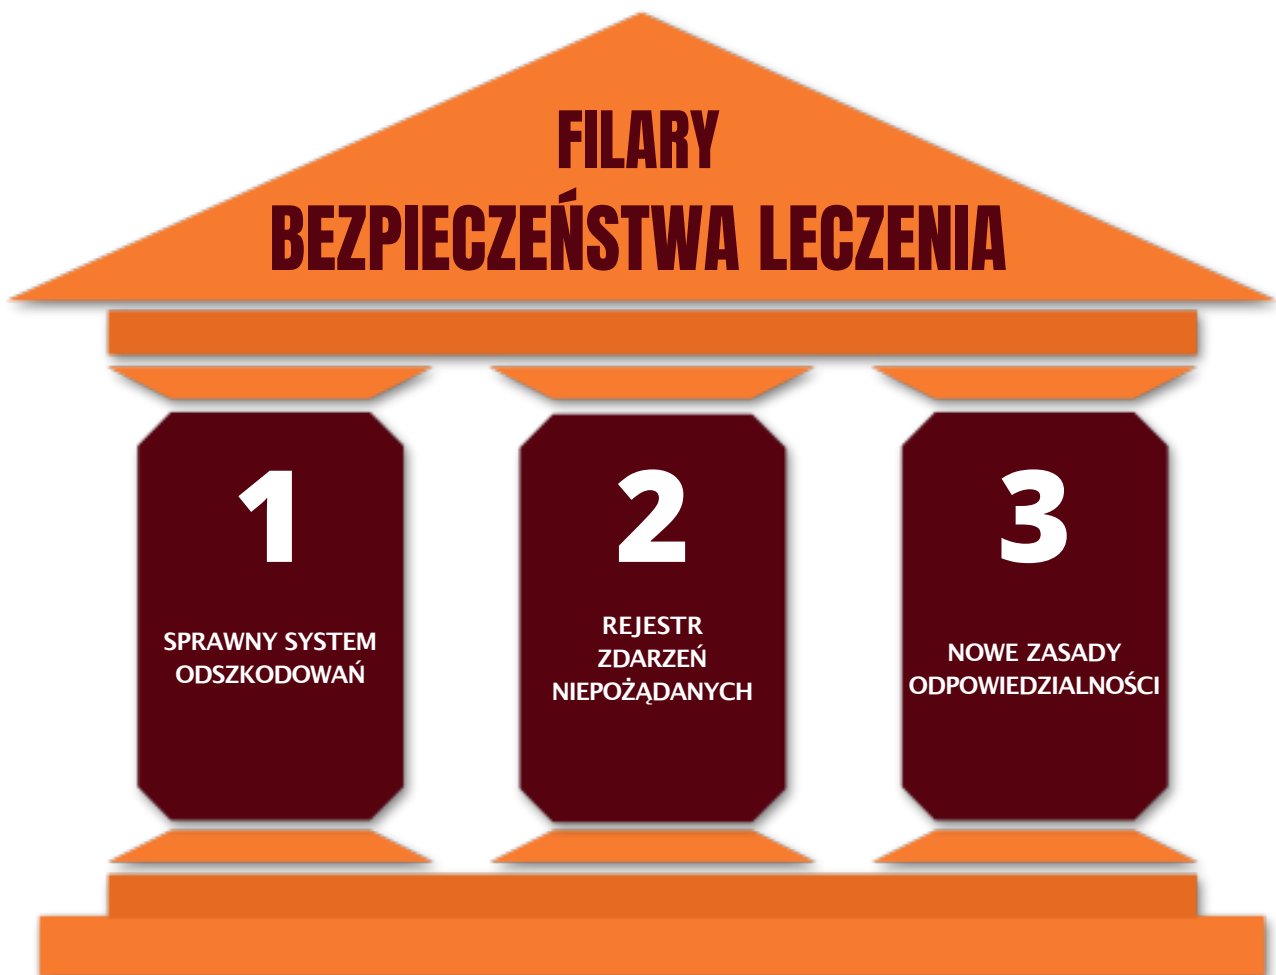 FILARY
BEZPIECZEŃSTWA LECZENIA
1
SPRAWNY SYSTEM
ODSZKODOWAŃ
2
REJESTR
ZDARZEŃ
NIEPOŻĄDANYCH
3
NOWE ZASADY
ODPOWIEDZIALNOŚCI